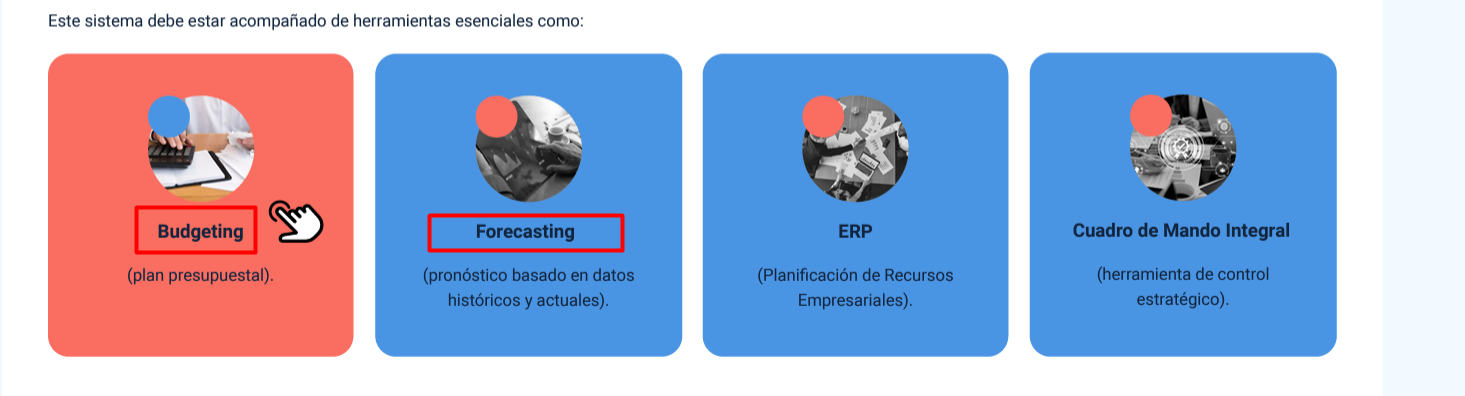 Este sistema debe estar acompañado de herramientas esenciales como:
Budgeting
(plan presupuestal).
Forecasting
(pronóstico basado en datos
históricos y actuales).
ERP
(Planificación de Recursos
Empresariales).
Cuadro de Mando Integral
(herramienta de control
estratégico).